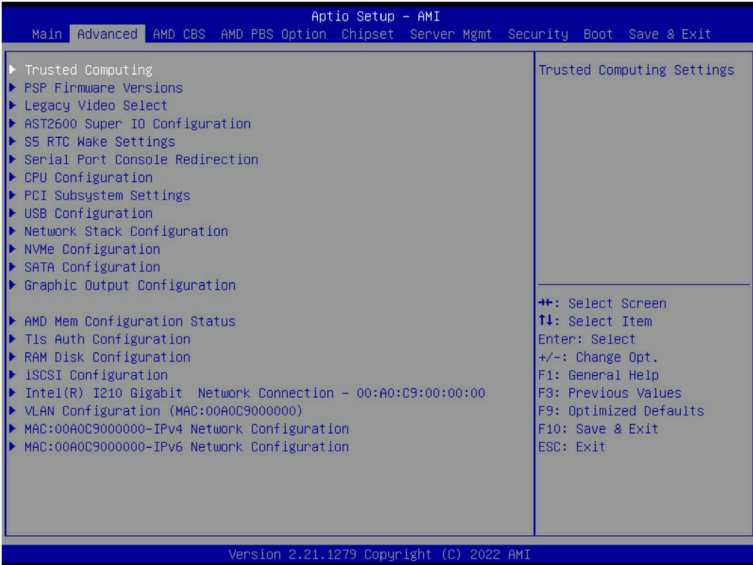 Aptio Setup – AMI
Main Advanced AMD CBS AMD PBS Option Chipset Server Mgmt Security Boot Save & Exit
Trusted Computing
PSP Firmware Versions
Legacy Video Select
AST2600 Super IO Configuration
S5 RTC Wake Settings
Serial Port Console Redirection
CPU Configuration
PCI Subsystem Settings
USB Configuration
Network Stack Configuration
NVMe Configuration
SATA Configuration
Graphic Output Configuration
AMD Mem Configuration Status
Tls Auth Configuration
RAM Disk Configuration
iSCSI Configuration
Intel(R) I210 Gigabit  Network Connection – 00:A0:C9:00:00:00
VLAN Configuration (MAC:00A0C9000000)
MAC:00A0C9000000-IPv4 Network Configuration
MAC:00A0C9000000-IPv6 Network Configuration
Trusted Computing Settings
→←: Select Screen
↑↓: Select Item
Enter: Select
+/-: Change Opt.
F1: General Help
F3: Previous Values
F9: Optimized Defaults
F10: Save & Exit
ESC: Exit
Version 2.21.1279 Copyright (C) 2022 AMI